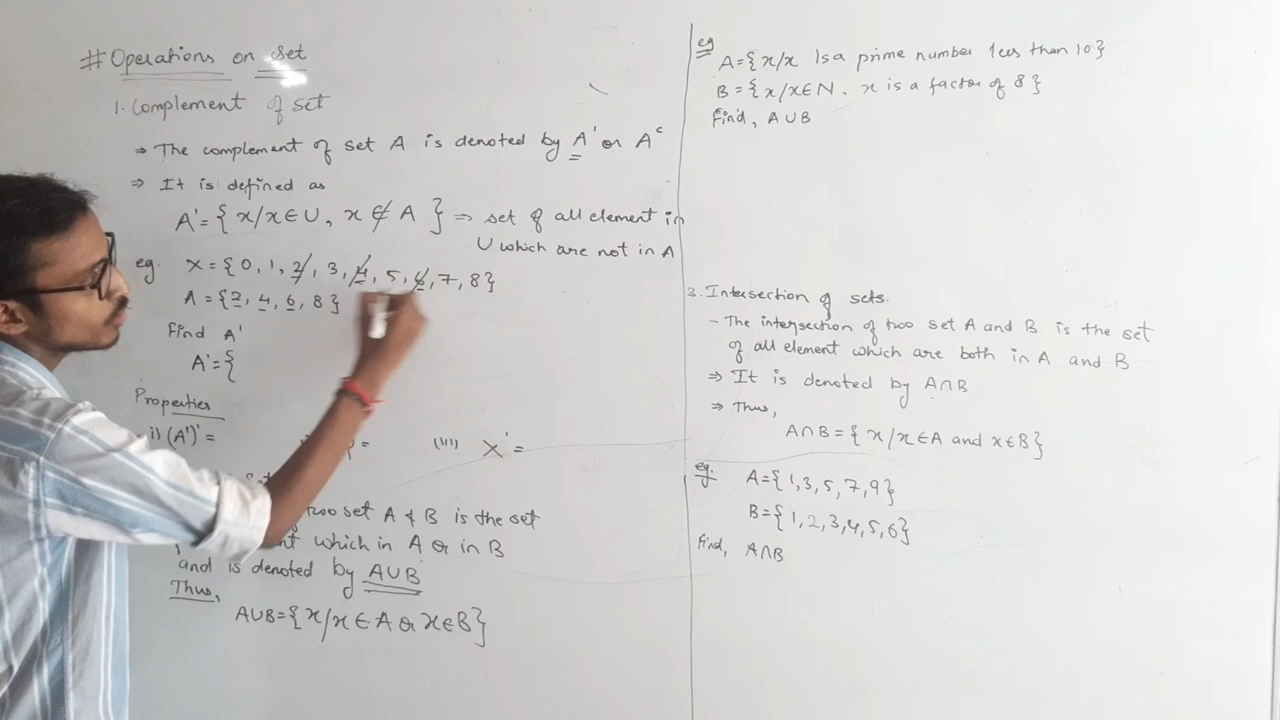 # Operations on set
1. Complement of set
⇒ The complement of set A is denoted by A' or Aᶜ
⇒ It is defined as
A' = { x/x ∈ U, x ∉ A } ⇒ set of all element in
U which are not in A
eg. X = {0, 1, 2, 3, 4, 5, 6, 7, 8}
A = {2, 4, 6, 8}
Find A'
A' = {
Properties
i) (A')' =
=
(iii) X' =
two set A & B is the set
which in A or in B
and is denoted by A∪B
Thus,
A∪B = {x/x ∈ A or x ∈ B}
eg
A = {x/x Is a prime number less than 10}
B = {x/x ∈ N, x is a factor of 8}
Find, A∪B
3. Intersection of sets.
- The intersection of two set A and B is the set
of all element which are both in A and B
⇒ It is denoted by A∩B
⇒ Thus,
A∩B = { x/x ∈ A and x ∈ B}
eg. A = {1, 3, 5, 7, 9}
B = {1, 2, 3, 4, 5, 6}
Find, A∩B